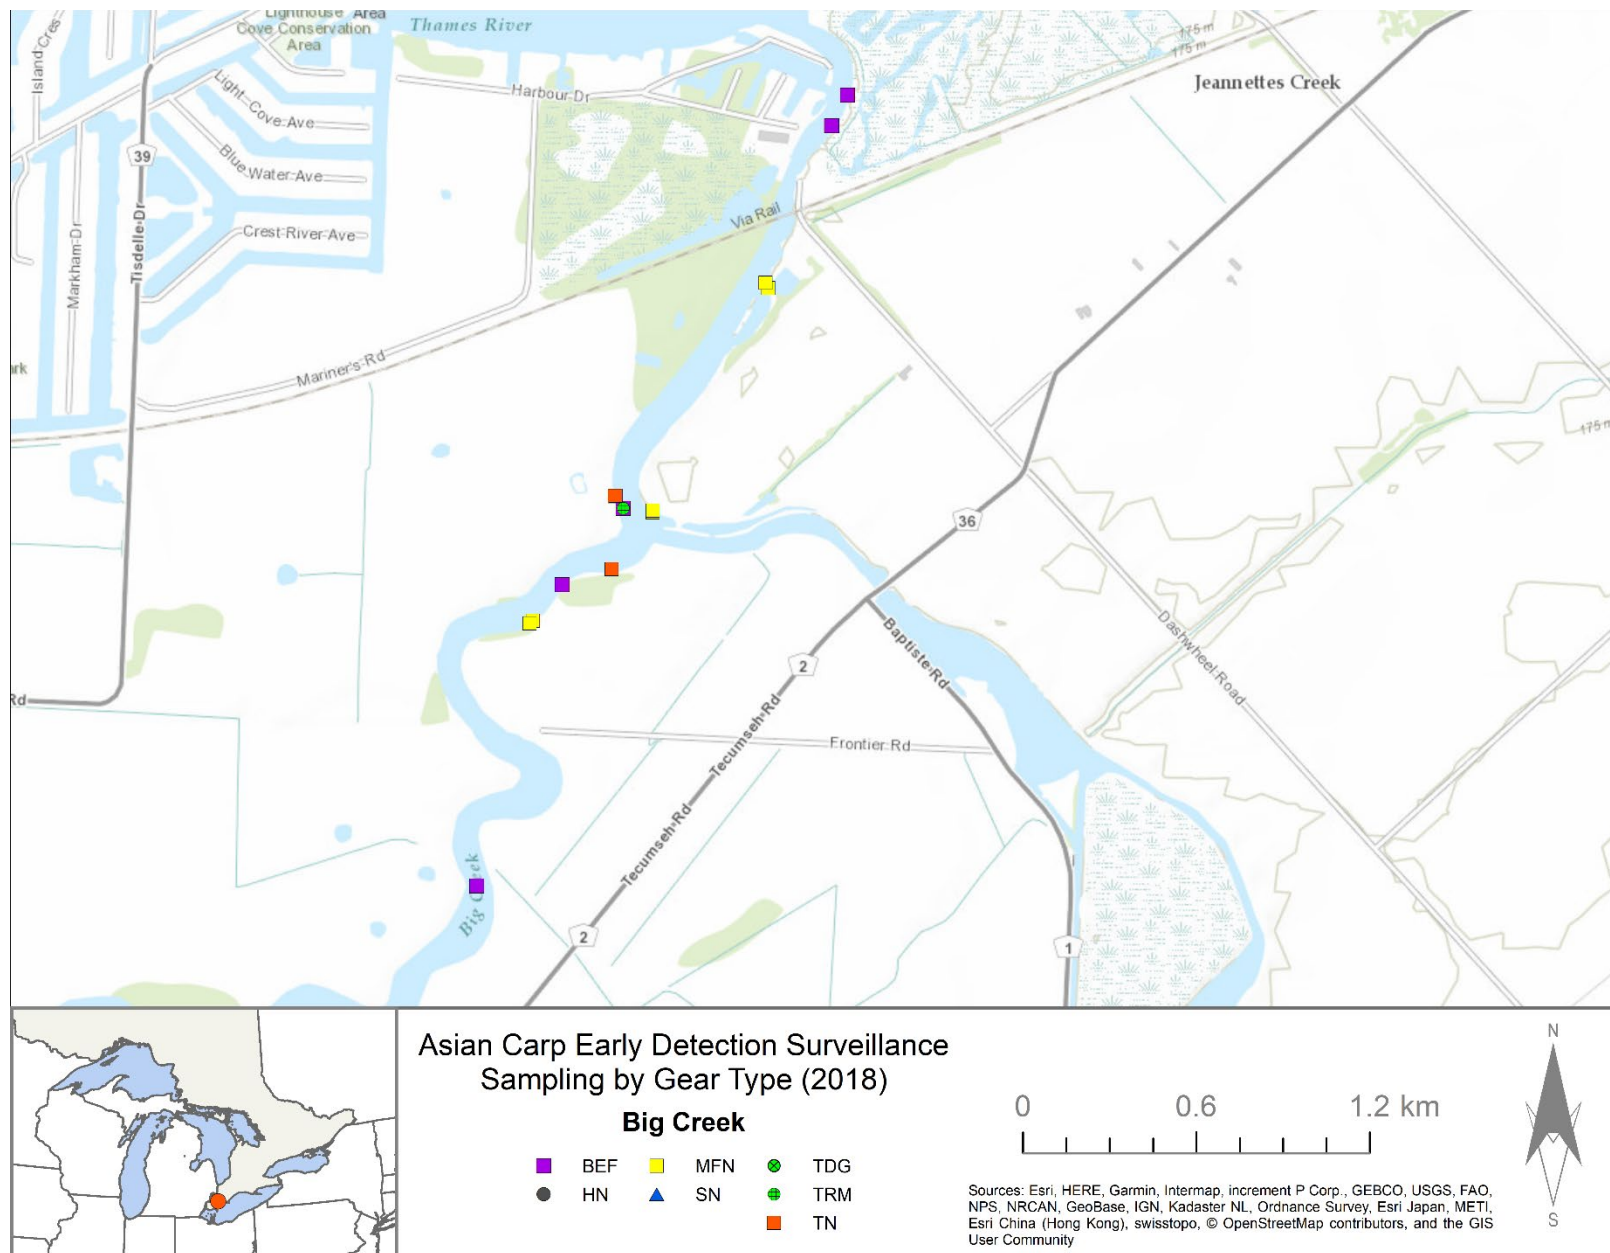 Lighthouse Area
Cove Conservation
Area
Thames River
175 m
175 m
Jeannettes Creek
Island Cres
Light Cove Ave
Harbour Dr
39
Blue Water Ave
Via Rail
Crest River Ave
Markham Dr
Tisdelle Dr
Mariner's Rd
rk
175 m
36
Dashwheel Road
Baptiste Rd
2
Rd
Tecumseh Rd
Frontier Rd
Tecumseh Rd
Big Creek
2
1
Asian Carp Early Detection Surveillance
Sampling by Gear Type (2018)
Big Creek
BEF MFN TDG
HN SN TRM
TN
0 0.6 1.2 km
N
S
Sources: Esri, HERE, Garmin, Intermap, increment P Corp., GEBCO, USGS, FAO,
NPS, NRCAN, GeoBase, IGN, Kadaster NL, Ordnance Survey, Esri Japan, METI,
Esri China (Hong Kong), swisstopo, © OpenStreetMap contributors, and the GIS
User Community